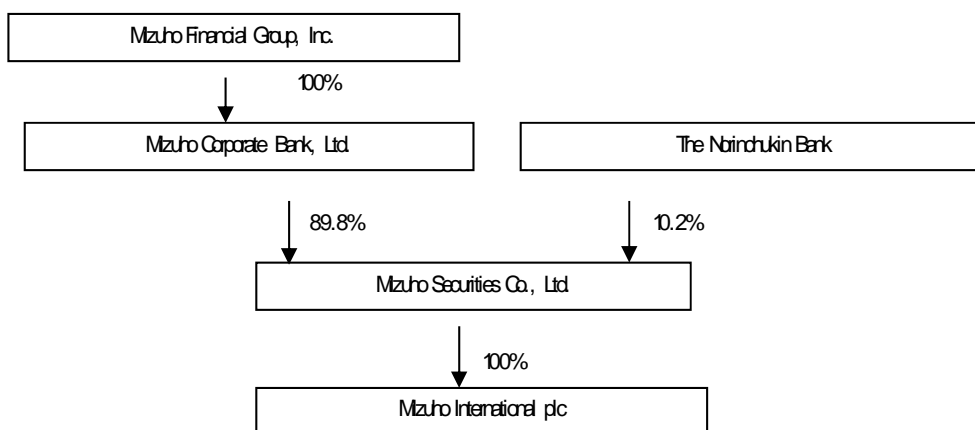 Mizuho Financial Group, Inc.
100%
Mizuho Corporate Bank, Ltd.
The Norinchukin Bank
89.8%
10.2%
Mizuho Securities Co., Ltd.
100%
Mizuho International plc